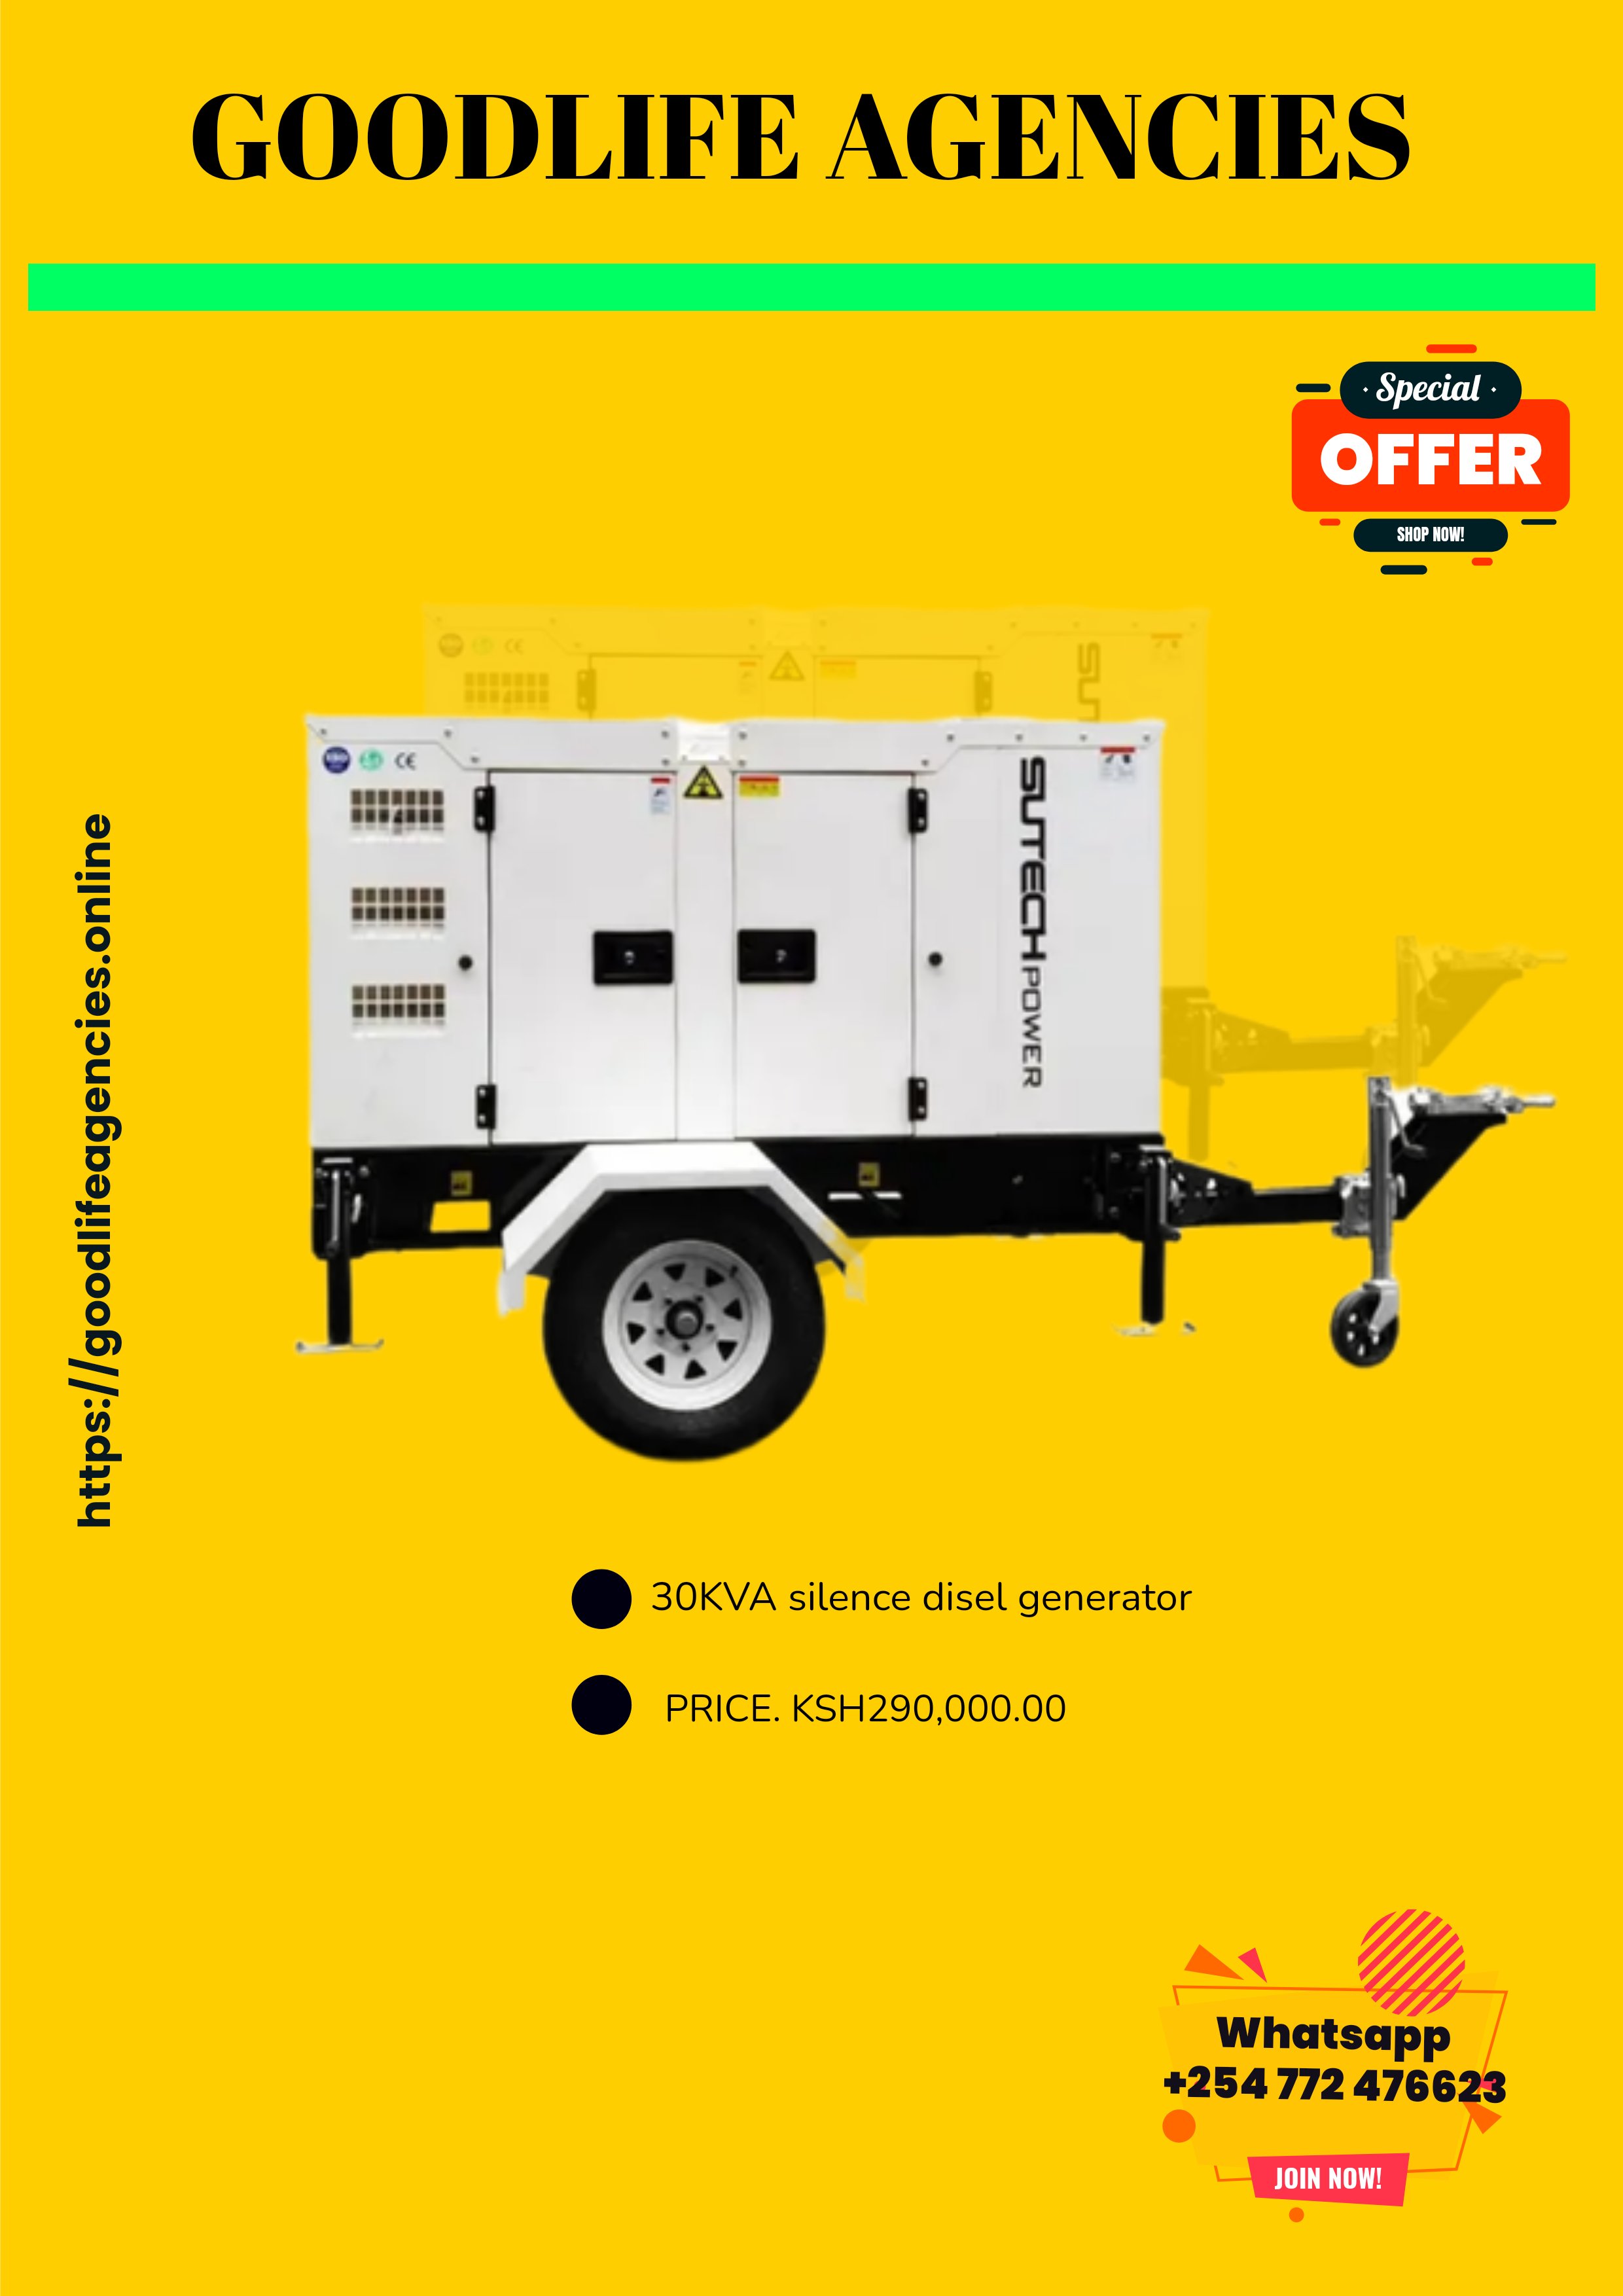 GOODLIFE AGENCIES
Special
OFFER
SHOP NOW!
CE
SUTECH POWER
https://goodlifeagencies.online
30KVA silence disel generator
PRICE. KSH290,000.00
Whatsapp
+254 772 476623
JOIN NOW!